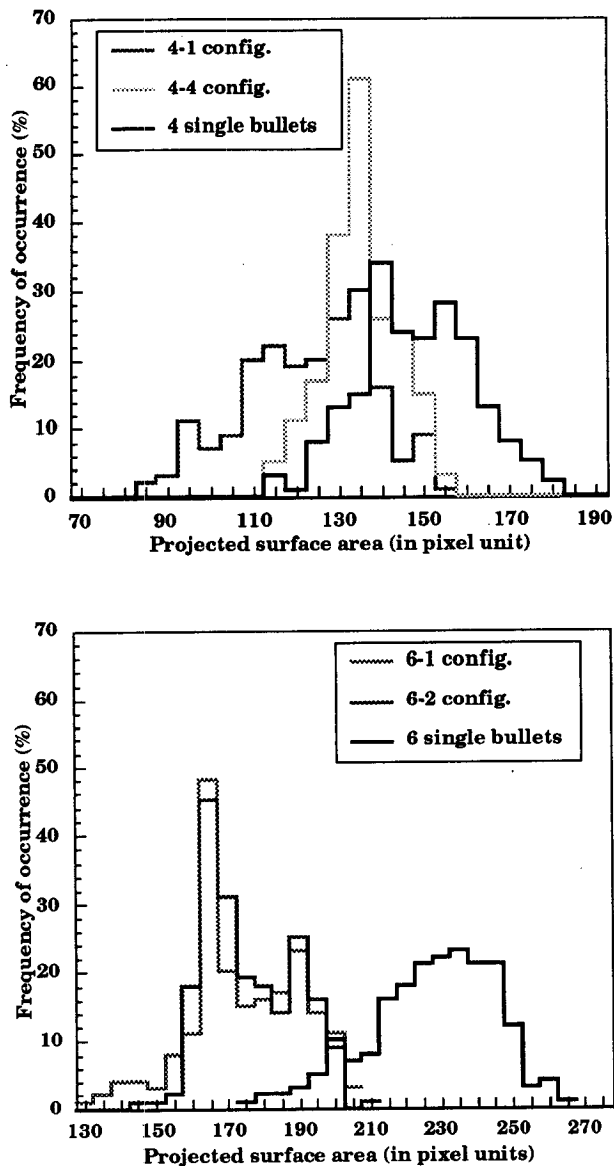 70
60
50
40
30
20
10
0
Frequency of occurrence (%)
4-1 config.
4-4 config.
4 single bullets
70 90 110 130 150 170 190
Projected surface area (in pixel unit)
70
60
50
40
30
20
10
0
Frequency of occurrence (%)
6-1 config.
6-2 config.
6 single bullets
130 150 170 190 210 230 250 270
Projected surface area (in pixel units)